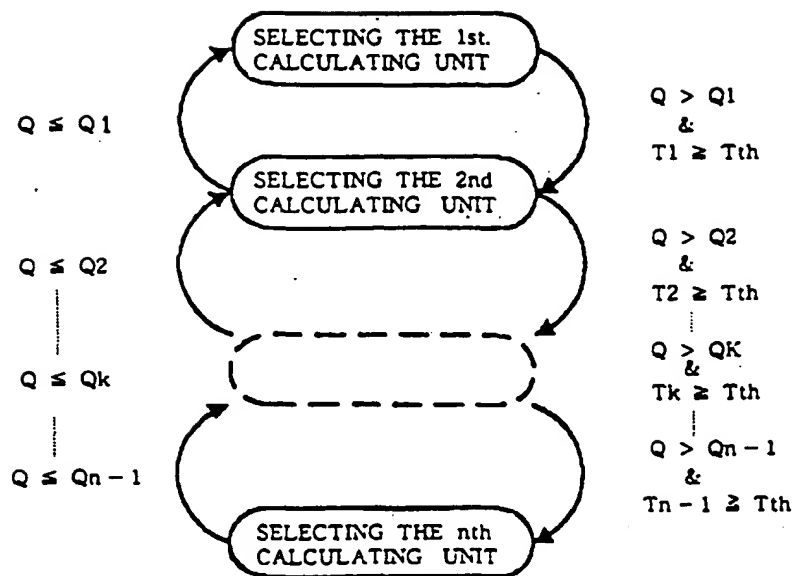 SELECTING THE 1st.
CALCULATING UNIT
Q ≦ Q1
Q > Q1
&
T1 ≧ Tth
SELECTING THE 2nd
CALCULATING UNIT
Q ≦ Q2
Q > Q2
&
T2 ≧ Tth
Q ≦ Qk
Q > QK
&
Tk ≧ Tth
Q ≦ Qn-1
Q > Qn-1
&
Tn-1 ≧ Tth
SELECTING THE nth
CALCULATING UNIT